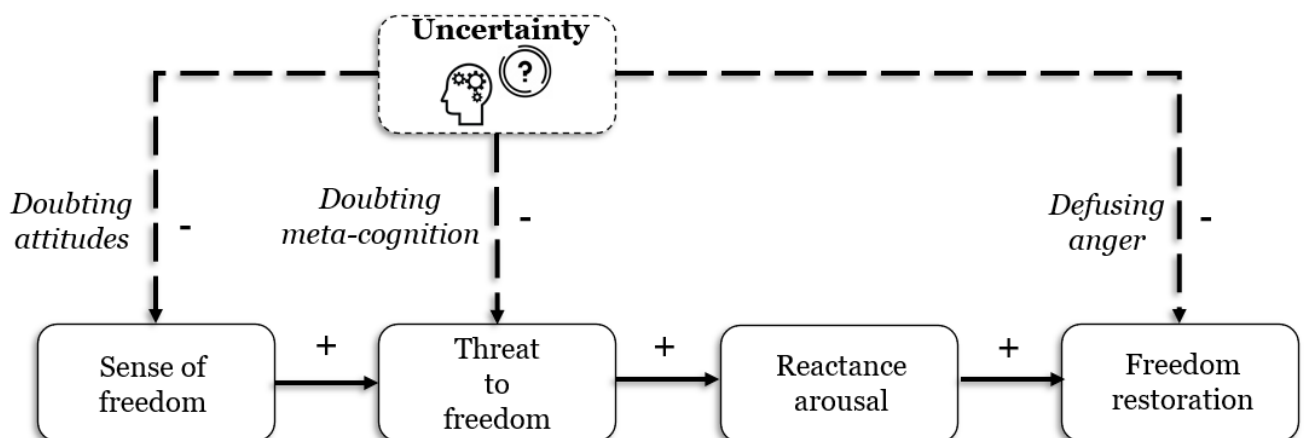 Uncertainty
?
Doubting
attitudes
-
Doubting
meta-cognition
-
Defusing
anger
-
Sense of
freedom
+
Threat
to
freedom
+
Reactance
arousal
+
Freedom
restoration